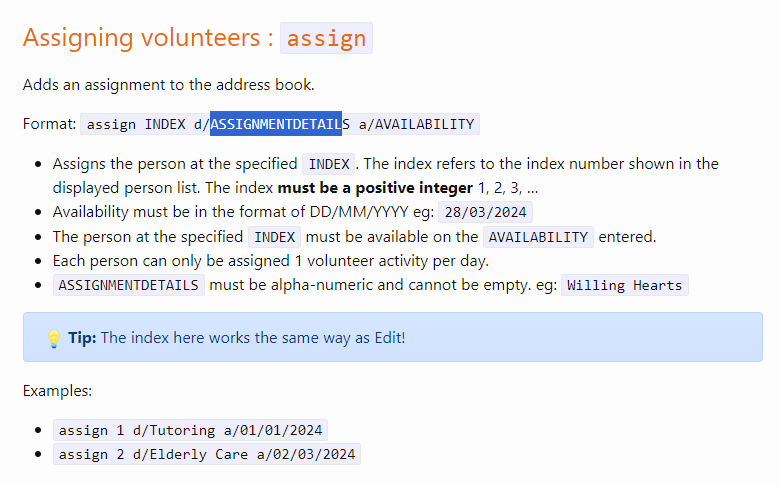 Assigning volunteers : assign
Adds an assignment to the address book.
Format: assign INDEX d/ASSIGNMENTDETAILS a/AVAILABILITY
Assigns the person at the specified INDEX. The index refers to the index number shown in the
displayed person list. The index must be a positive integer 1, 2, 3, …
Availability must be in the format of DD/MM/YYYY eg: 28/03/2024
The person at the specified INDEX must be available on the AVAILABILITY entered.
Each person can only be assigned 1 volunteer activity per day.
ASSIGNMENTDETAILS must be alpha-numeric and cannot be empty. eg: Willing Hearts
Tip: The index here works the same way as Edit!
Examples:
assign 1 d/Tutoring a/01/01/2024
assign 2 d/Elderly Care a/02/03/2024